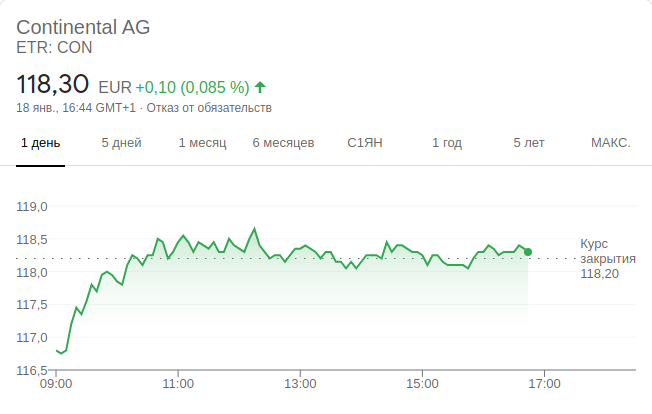 Continental AG
ETR: CON
118,30 EUR +0,10 (0,085 %)
18 янв., 16:44 GMT+1 · Отказ от обязательств
1 день 5 дней 1 месяц 6 месяцев С1ЯН 1 год 5 лет МАКС.
119,0
118,5
Курс
закрытия
118,20
118,0
117,5
117,0
116,5
09:00 11:00 13:00 15:00 17:00